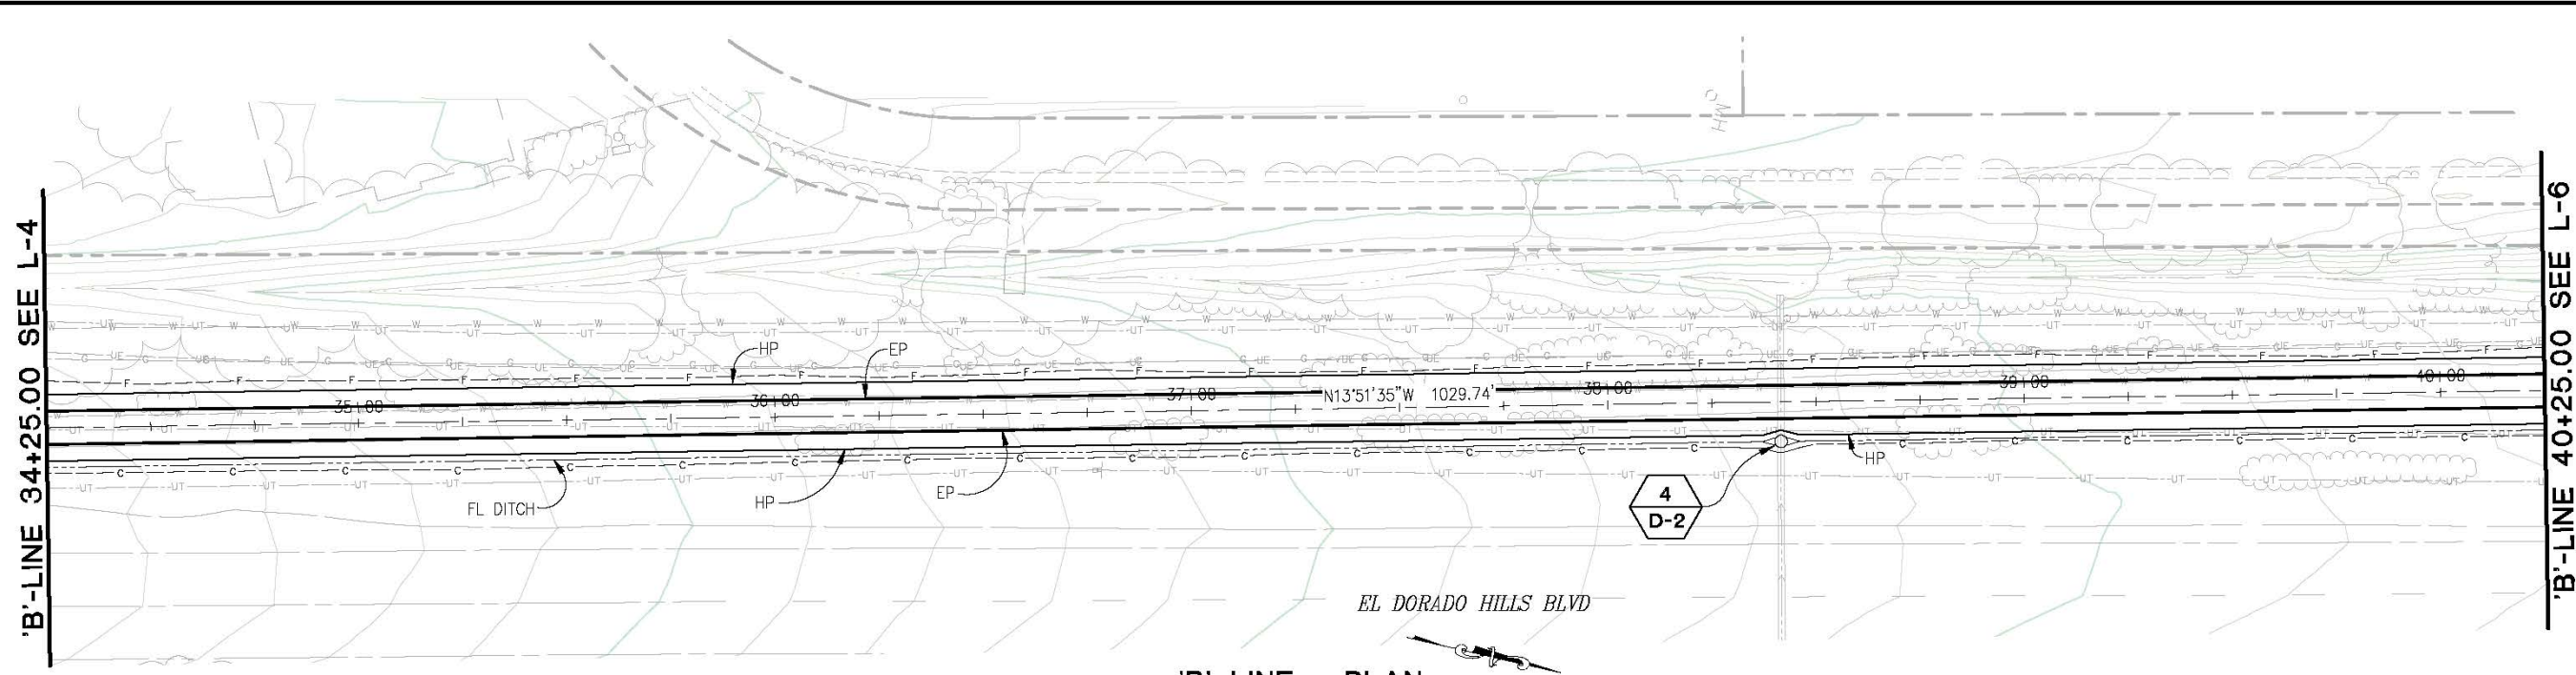 'B'-LINE 34+25.00 SEE L-4
'B'-LINE 40+25.00 SEE L-6
HP
EP
35+00
36+00
37+00
N13°51'35"W 1029.74'
38+00
39+00
40+00
FL DITCH
HP
EP
HP
4
D-2
EL DORADO HILLS BLVD
'B'-LINE PLAN